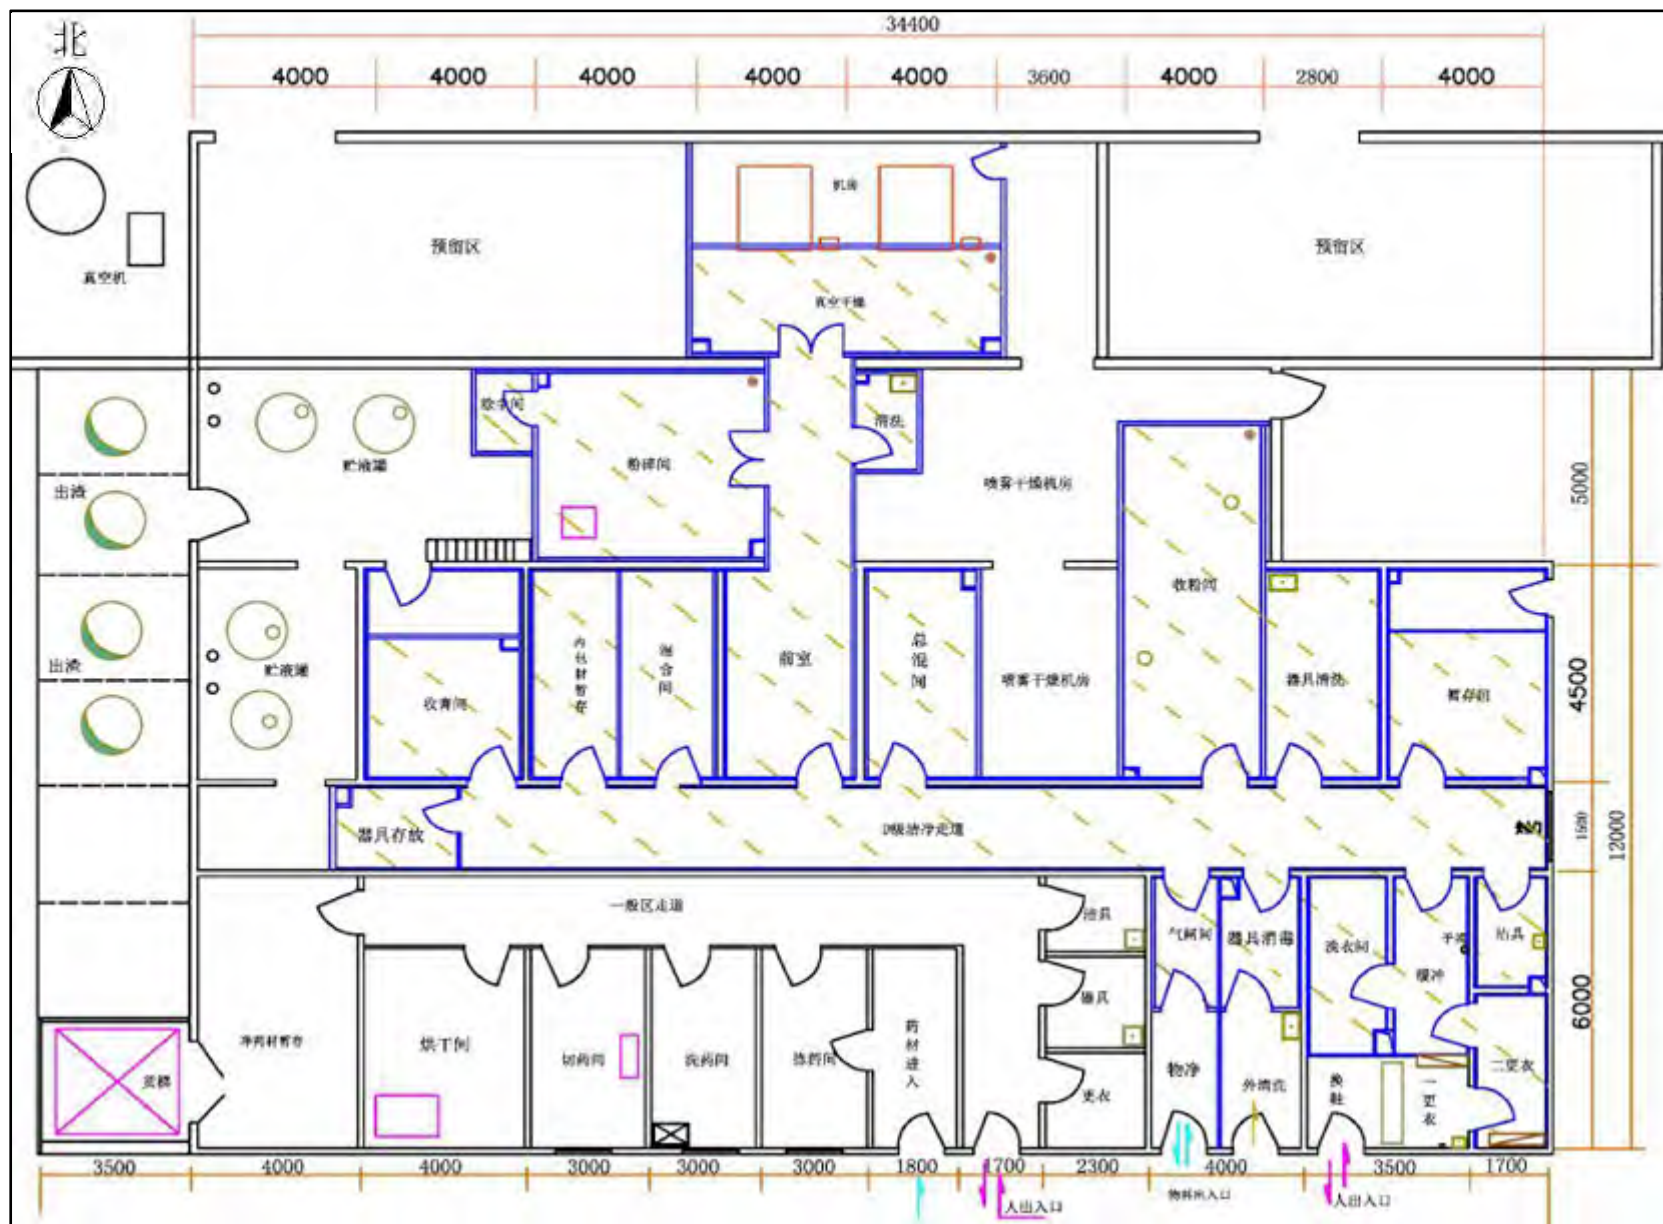 北
34400
4000
4000
4000
4000
4000
3600
4000
2800
4000
真空机
预留区
机房
预留区
真空干燥
出渣
贮液罐
除尘间
粉碎间
清洗
喷雾干燥机房
5000
出渣
贮液罐
收膏间
内包材暂存
混合间
前室
总混间
喷雾干燥机房
收粉间
器具清洗
暂存组
4500
器具存放
D级洁净走道
1500
12000
一般区走道
洁具
器具
更衣
气闸间
器具消毒
洗衣间
缓冲
手消
洁具
6000
货梯
净药材暂存
烘干间
切药间
洗药间
拣药间
药材进入
物净
外清洗
换鞋
一更衣
二更衣
3500
4000
4000
3000
3000
3000
1800
1700
2300
4000
3500
1700
人出入口
物料出入口
人出入口